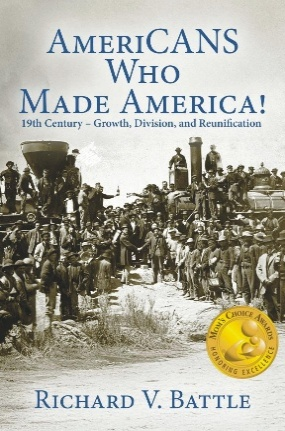 AMERICANS
WHO
MADE AMERICA!
19th Century – Growth, Division, and Reunification
MOM'S CHOICE AWARDS
HONORING EXCELLENCE
RICHARD V. BATTLE